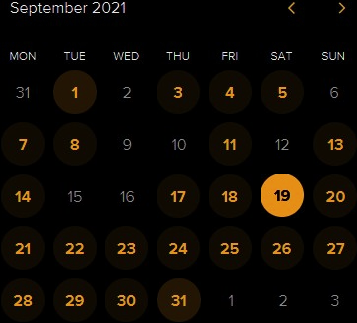 September 2021
MON TUE WED THU FRI SAT SUN
31 1 2 3 4 5 6
7 8 9 10 11 12 13
14 15 16 17 18 19 20
21 22 23 24 25 26 27
28 29 30 31 1 2 3